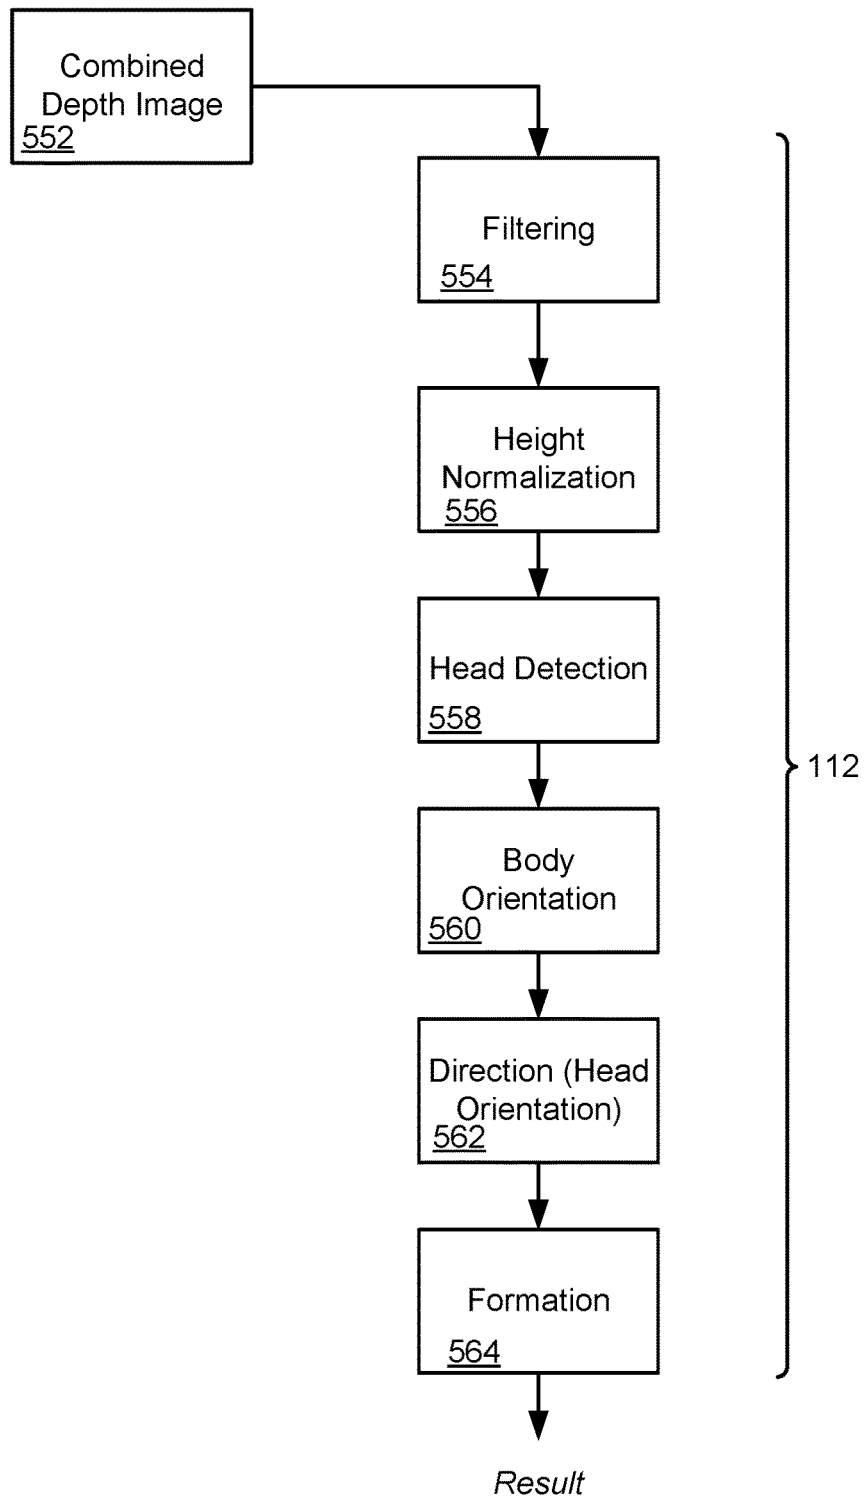 Combined
Depth Image
552
Filtering
554
Height
Normalization
556
Head Detection
558
112
Body
Orientation
560
Direction (Head
Orientation)
562
Formation
564
Result